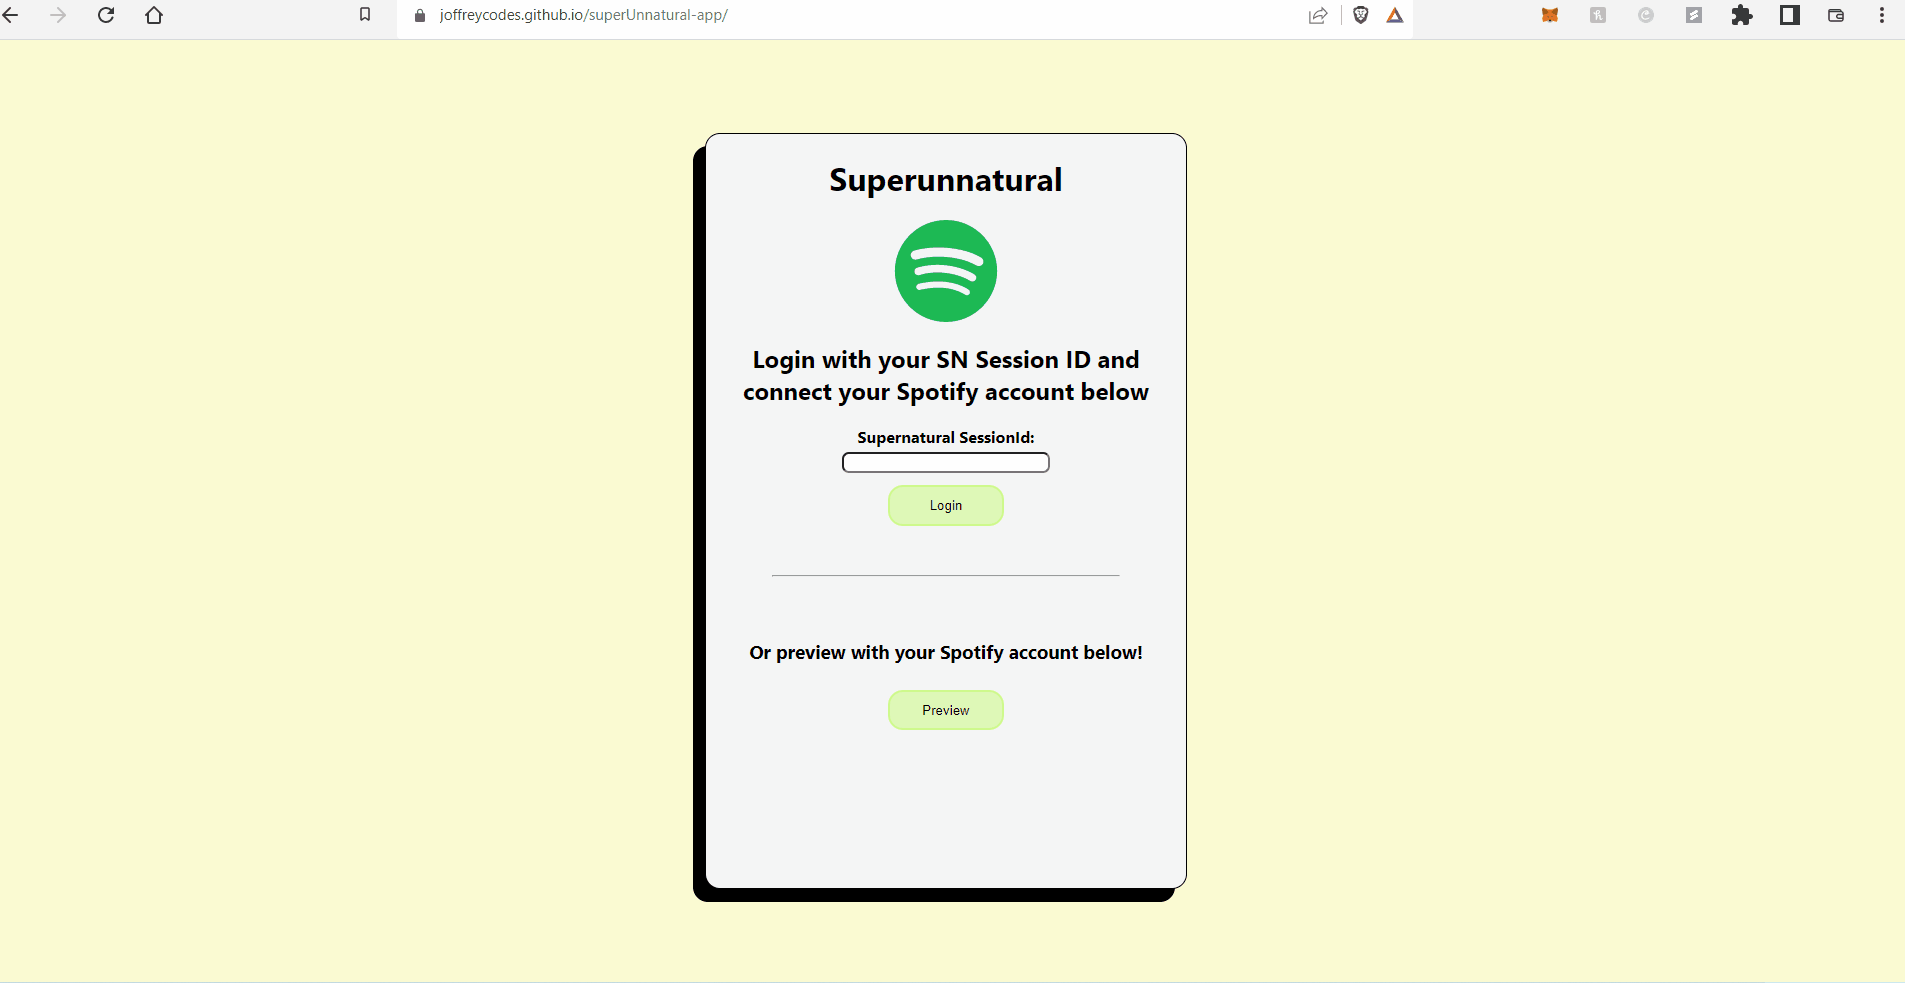 joffreycodes.github.io/superUnnatural-app/
Superunnatural
Login with your SN Session ID and
connect your Spotify account below
Supernatural SessionId:
Login
Or preview with your Spotify account below!
Preview